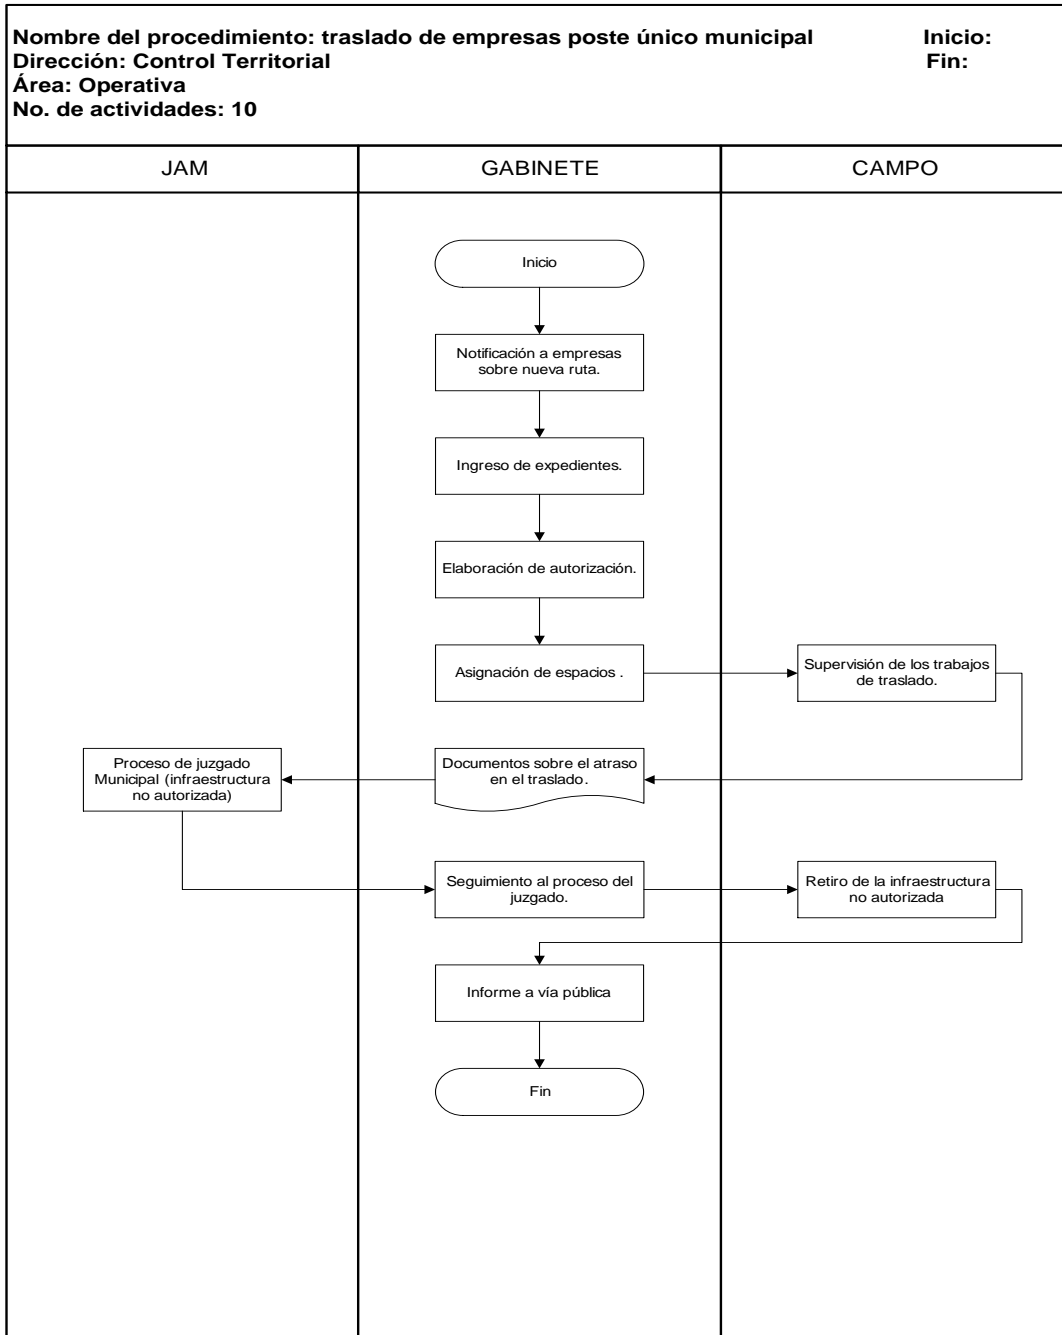 Nombre del procedimiento: traslado de empresas poste único municipal Inicio:
Dirección: Control Territorial Fin:
Área: Operativa
No. de actividades: 10
JAM GABINETE CAMPO
Inicio
Notificación a empresas
sobre nueva ruta.
Ingreso de expedientes.
Elaboración de autorización.
Asignación de espacios .
Supervisión de los trabajos
de traslado.
Documentos sobre el atraso
en el traslado.
Proceso de juzgado
Municipal (infraestructura
no autorizada)
Seguimiento al proceso del
juzgado.
Retiro de la infraestructura
no autorizada
Informe a vía pública
Fin